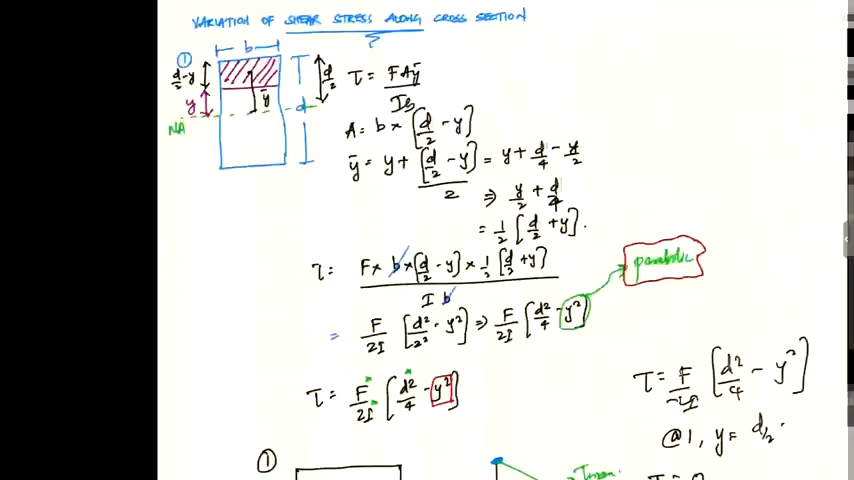 VARIATION OF SHEAR STRESS ALONG CROSS SECTION
①
b
d/2 - y
y
ȳ
d/2
d
NA
τ = FAȳ / Ib
A = b × [d/2 - y]
ȳ = y + [d/2 - y] / 2 = y + d/4 - y/2
⇒ y/2 + d/4
= 1/2 [d/2 + y].
τ = F × b × [d/2 - y] × 1/2 [d/2 + y] / I b
parabolic
= F/2I [d²/2² - y²] ⇒ F/2I [d²/4 - y²]
τ = F/2I [d²/4 - y²]
τ = F/2I [d²/4 - y²]
@1, y = d/2.
①